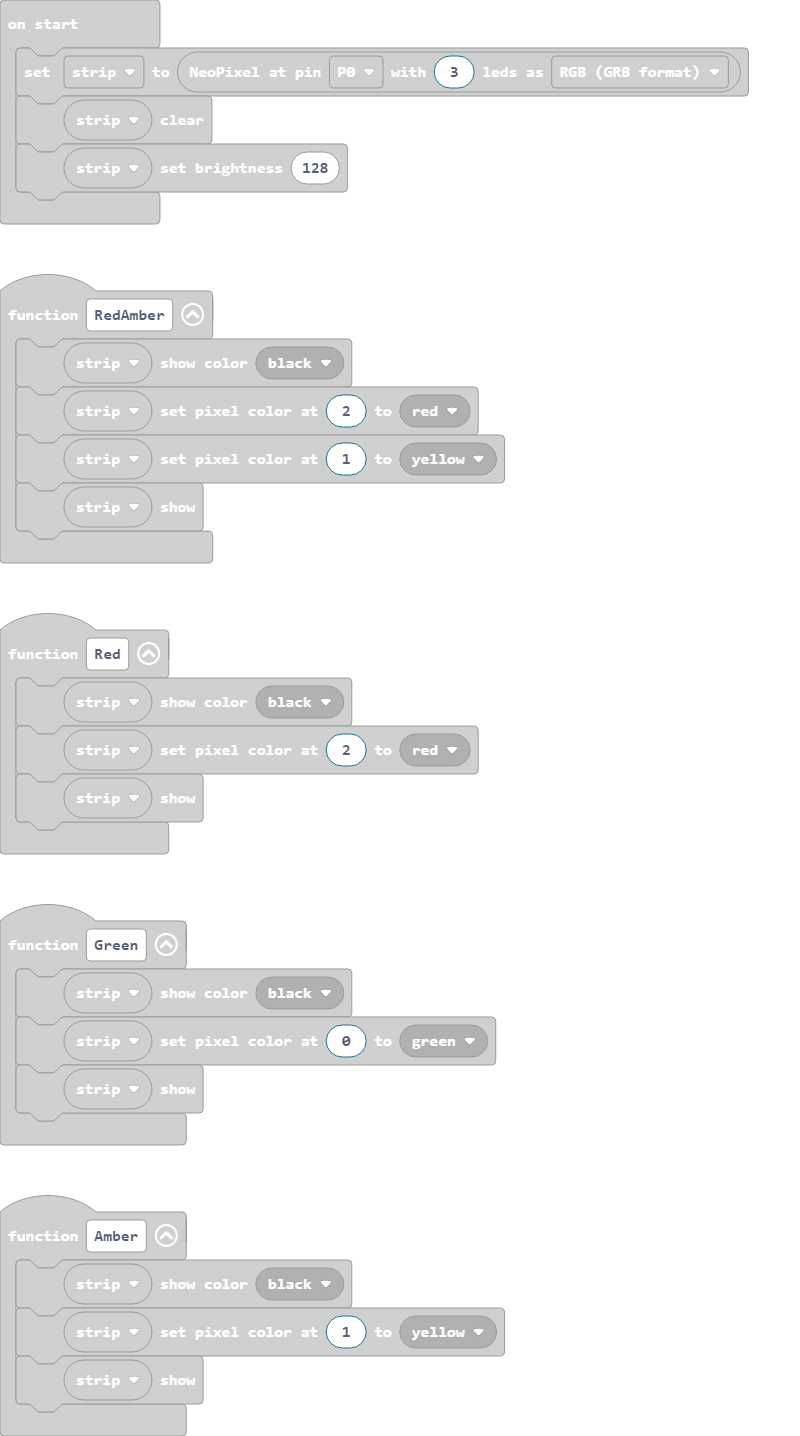 on start
set strip to NeoPixel at pin P0 with 3 leds as RGB (GRB format)
strip clear
strip set brightness 128
function RedAmber
strip show color black
strip set pixel color at 2 to red
strip set pixel color at 1 to yellow
strip show
function Red
strip show color black
strip set pixel color at 2 to red
strip show
function Green
strip show color black
strip set pixel color at 0 to green
strip show
function Amber
strip show color black
strip set pixel color at 1 to yellow
strip show